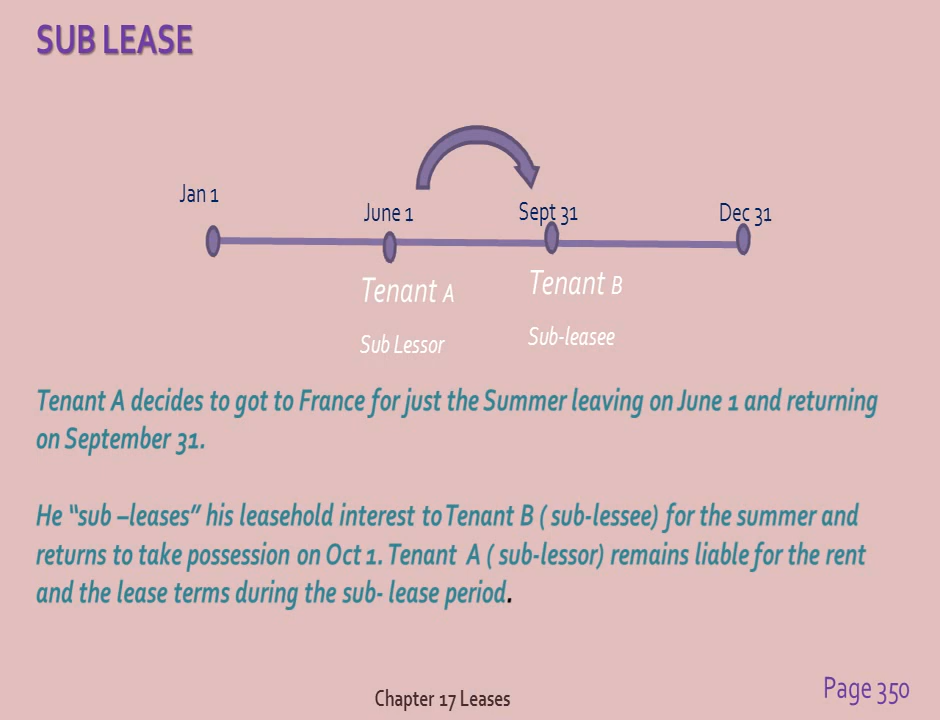 SUB LEASE
Jan 1
June 1
Sept 31
Dec 31
Tenant A
Tenant B
Sub Lessor
Sub-leasee
Tenant A decides to got to France for just the Summer leaving on June 1 and returning
on September 31.
He “sub –leases” his leasehold interest to Tenant B ( sub-lessee) for the summer and
returns to take possession on Oct 1. Tenant A ( sub-lessor) remains liable for the rent
and the lease terms during the sub- lease period.
Chapter 17 Leases
Page 350